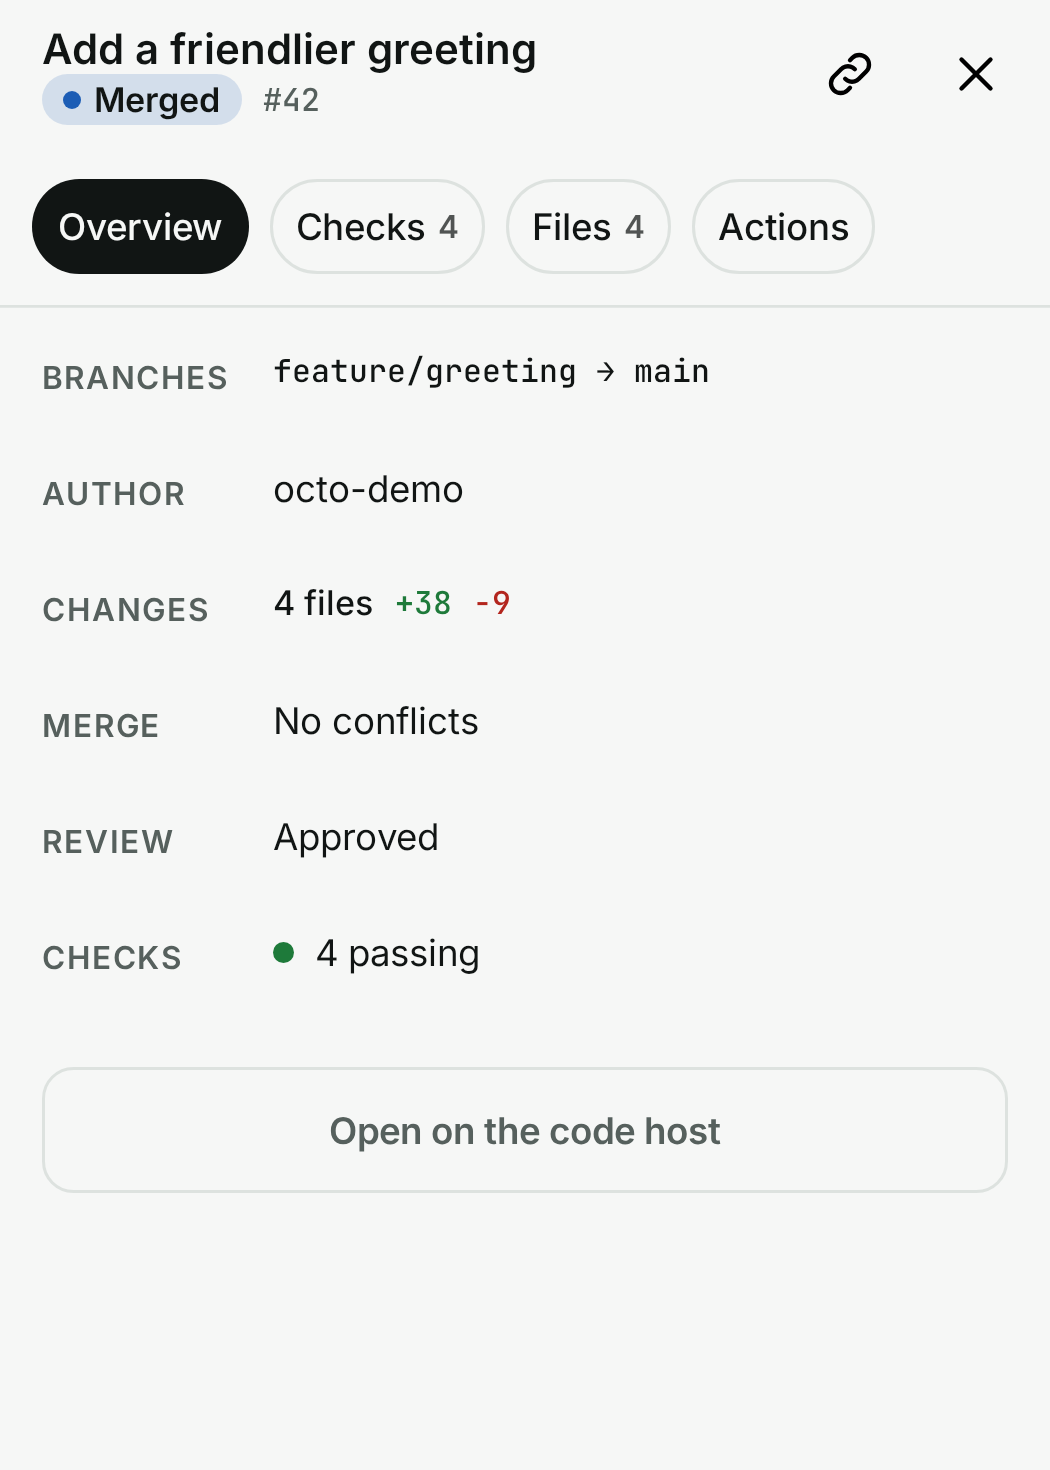 Add a friendlier greeting
Merged #42
Overview Checks 4 Files 4 Actions
BRANCHES feature/greeting → main
AUTHOR octo-demo
CHANGES 4 files +38 -9
MERGE No conflicts
REVIEW Approved
CHECKS 4 passing
Open on the code host